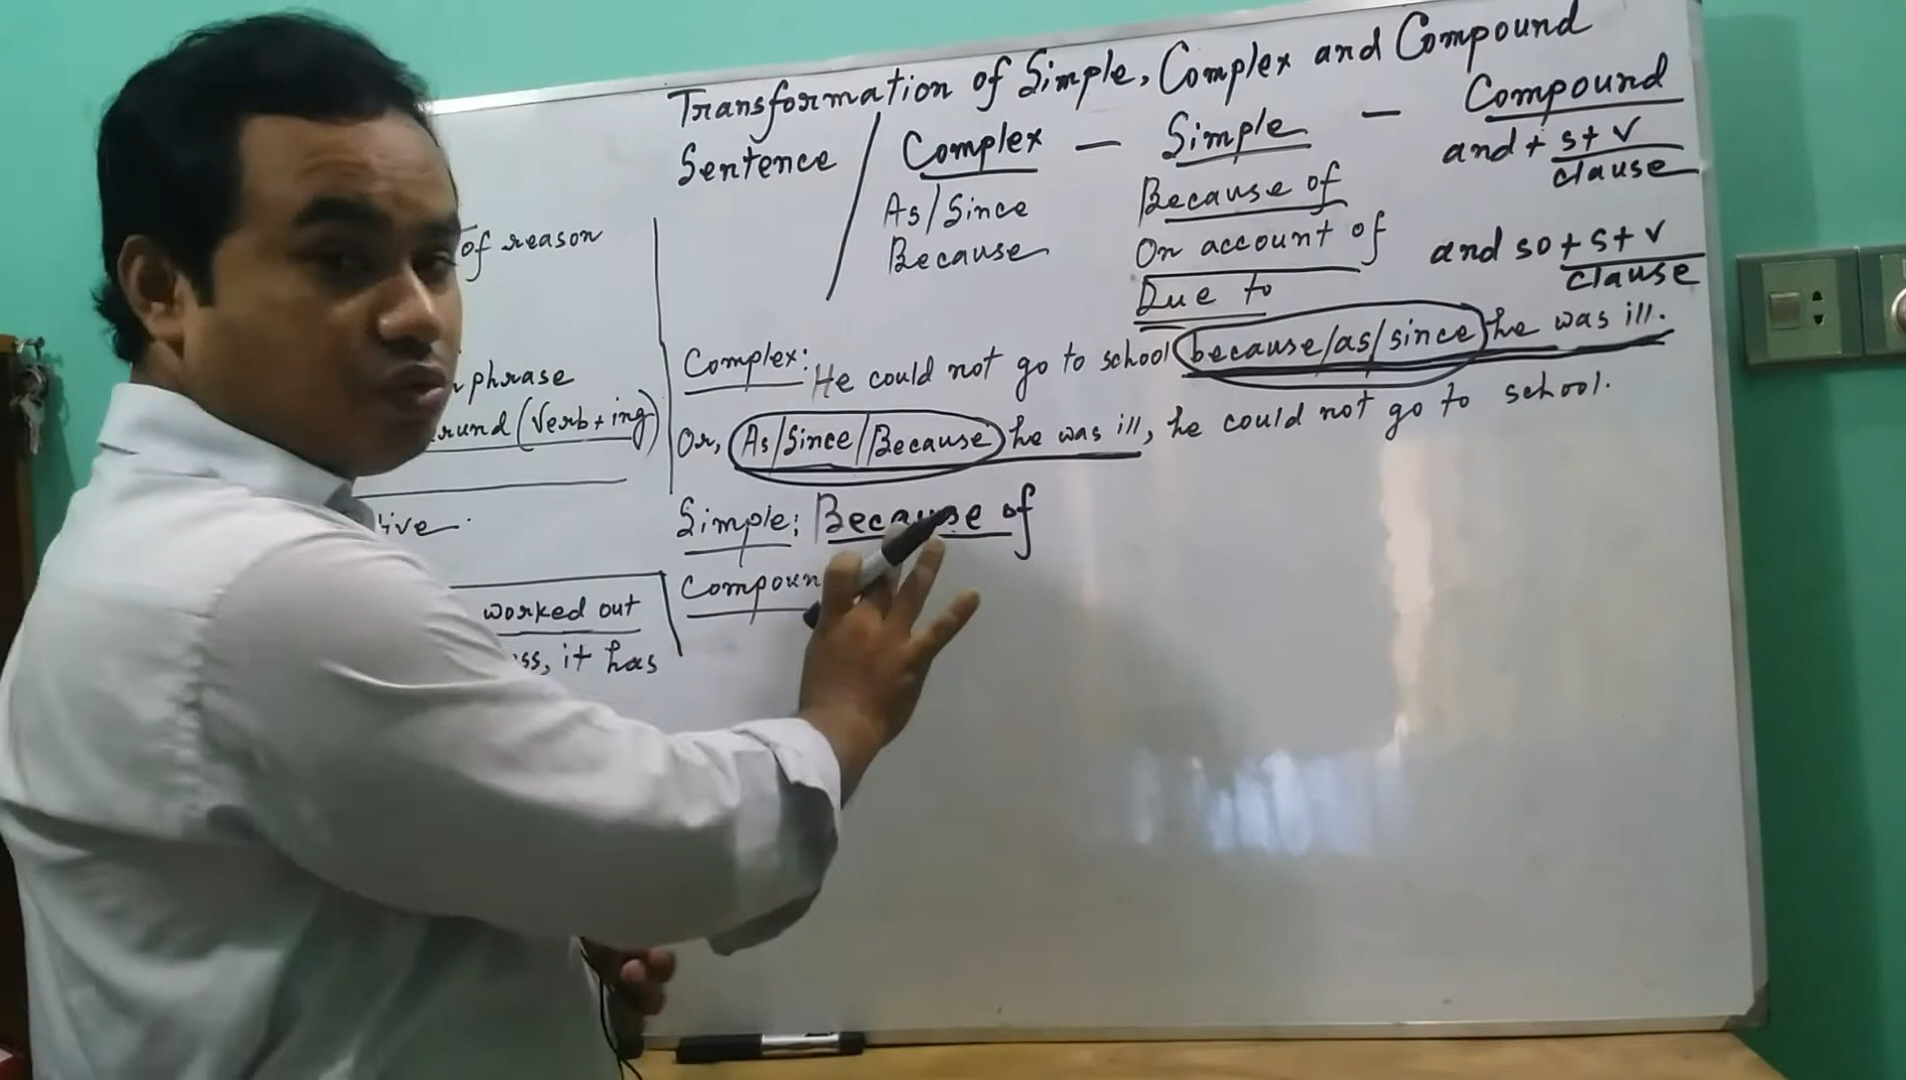 Transformation of Simple, Complex and Compound
Sentence / Complex — Simple — Compound
As/Since
Because
Because of
On account of
Due to
and + s+v
clause
and so + s+v
clause
of reason
phrase
(Verb+ing)
worked out
it has
Complex: He could not go to school because/as/since he was ill.
Or, As/Since/Because he was ill, he could not go to school.
Simple: Because of